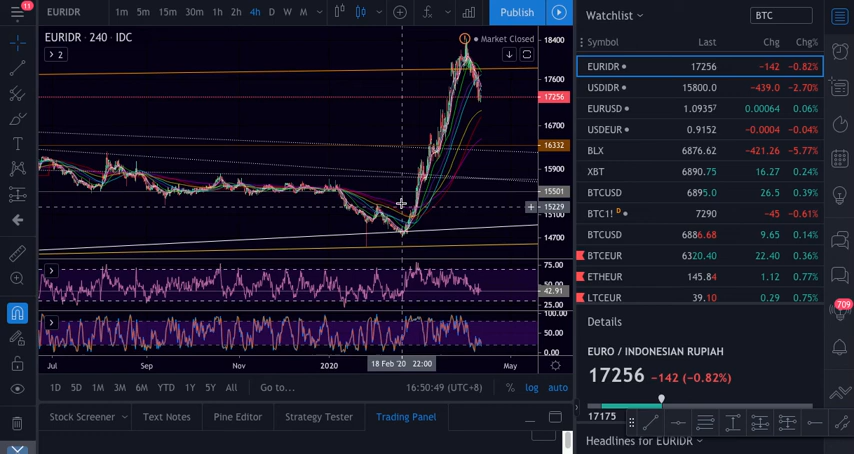 11
EURIDR
1m 5m 15m 30m 1h 2h 4h D W M
Publish
EURIDR · 240 · IDC
2
Market Closed
18400
17600
17256
16700
16332
15900
15501
15229
15100
14700
75.00
42.91
25.00
100.00
50.00
0.00
Jul Sep Nov 2020 18 Feb '20 22:00 May
1D 5D 1M 3M 6M YTD 1Y 5Y All Go to... 16:50:49 (UTC+8) % log auto
Stock Screener Text Notes Pine Editor Strategy Tester Trading Panel
Watchlist BTC
Symbol Last Chg Chg%
EURIDR 17256 −142 −0.82%
USDIDR 15800.0 −439.0 −2.70%
EURUSD 1.09357 0.00064 0.06%
USDEUR 0.9152 −0.0004 −0.04%
BLX 6876.62 −421.26 −5.77%
XBT 6890.75 16.27 0.24%
BTCUSD 6895.0 26.5 0.39%
BTC1! D 7290 −45 −0.61%
BTCUSD 6886.68 9.65 0.14%
BTCEUR 6320.40 22.40 0.36%
ETHEUR 145.84 1.12 0.77%
LTCEUR 39.10 0.29 0.75%
Details
EURO / INDONESIAN RUPIAH
17256 −142 (−0.82%)
17175
Headlines for EURIDR
709